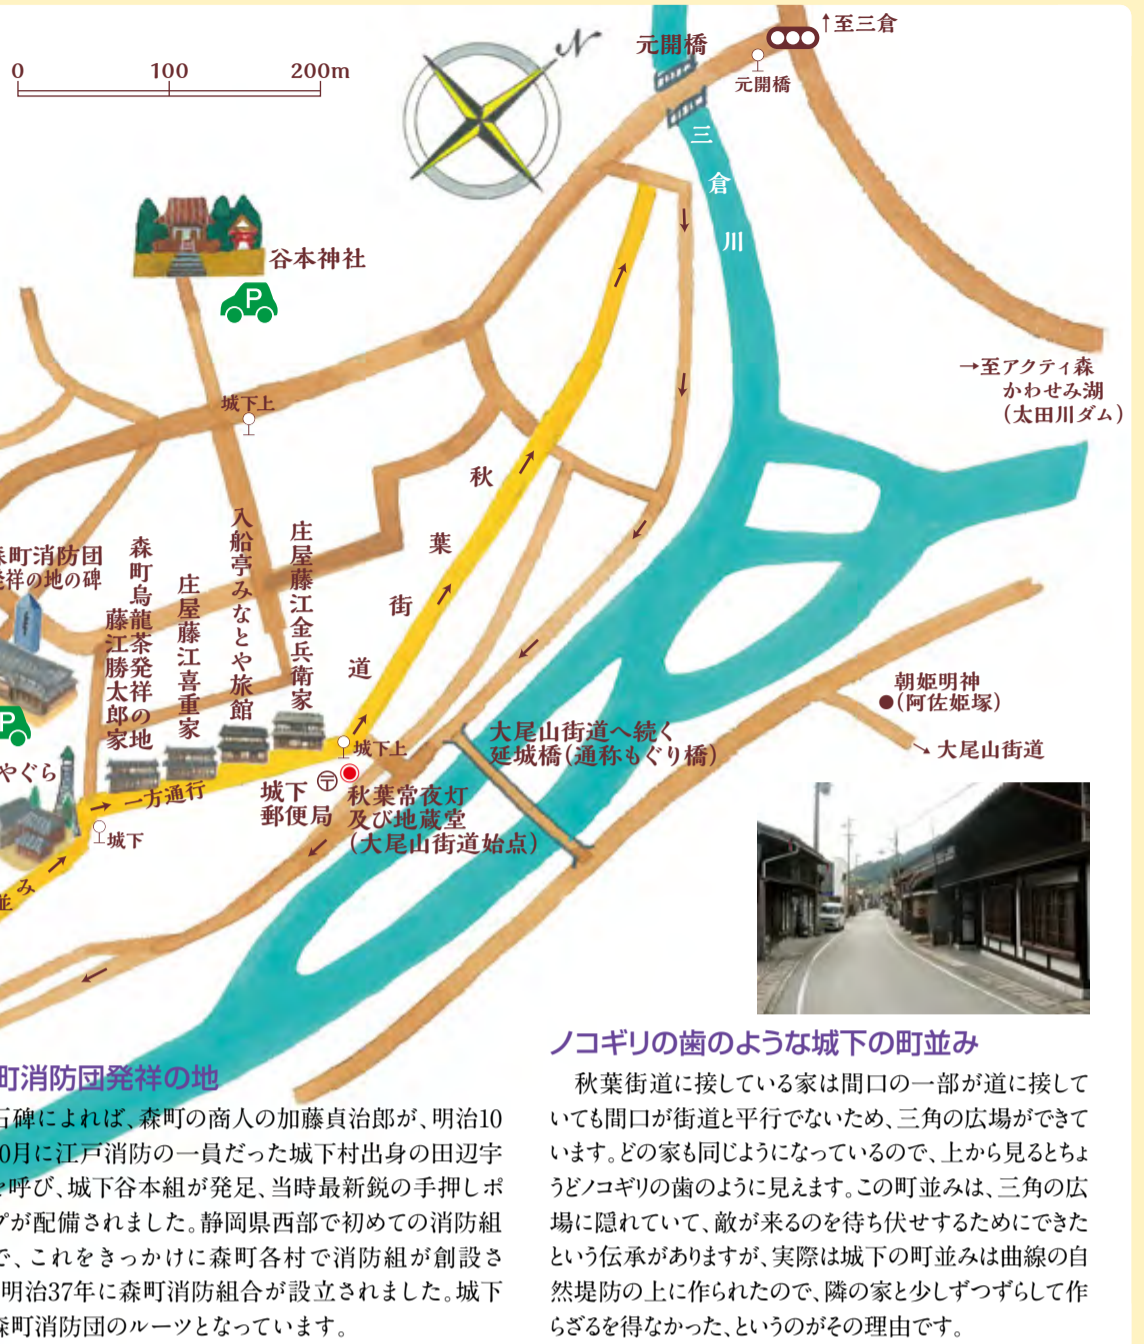 0 100 200m
N
元開橋
↑至三倉
元開橋
三倉川
谷本神社
P
→至アクティ森
かわせみ湖
(太田川ダム)
城下上
秋葉街道
森町消防団
発祥の地の碑
森町烏龍茶発祥の地
藤江勝太郎家
庄屋藤江喜重家
入船亭みなとや旅館
庄屋藤江金兵衛家
P
やぐら
一方通行
城下
並み
城下上
城下
郵便局
〒
秋葉常夜灯
及び地蔵堂
(大尾山街道始点)
大尾山街道へ続く
延城橋(通称もぐり橋)
朝姫明神
●(阿佐姫塚)
大尾山街道
町消防団発祥の地
石碑によれば、森町の商人の加藤貞治郎が、明治10
0月に江戸消防の一員だった城下村出身の田辺宇
を呼び、城下谷本組が発足、当時最新鋭の手押しポ
プが配備されました。静岡県西部で初めての消防組
で、これをきっかけに森町各村で消防組が創設さ
明治37年に森町消防組合が設立されました。城下
森町消防団のルーツとなっています。
ノコギリの歯のような城下の町並み
秋葉街道に接している家は間口の一部が道に接して
いても間口が街道と平行でないため、三角の広場ができて
います。どの家も同じようになっているので、上から見るとちょ
うどノコギリの歯のように見えます。この町並みは、三角の広
場に隠れていて、敵が来るのを待ち伏せするためにできた
という伝承がありますが、実際は城下の町並みは曲線の自
然堤防の上に作られたので、隣の家と少しずつずらして作
らざるを得なかった、というのがその理由です。